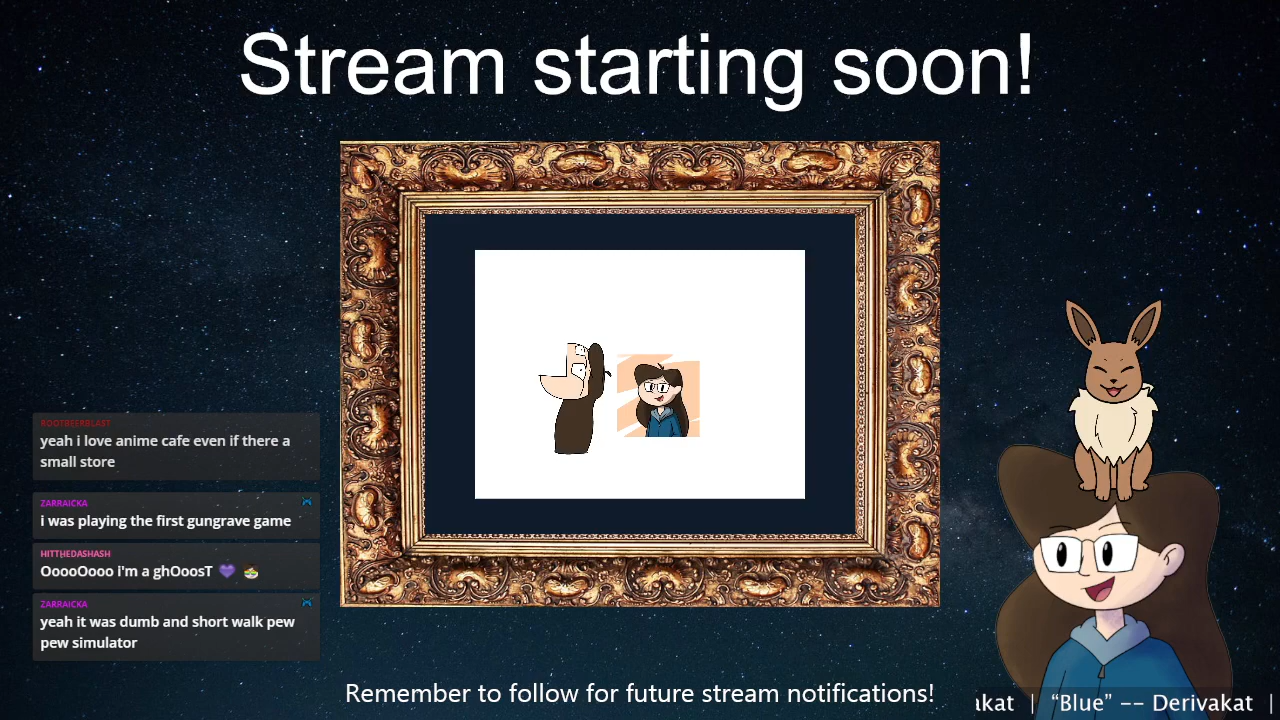 Stream starting soon!
ROOTBEERBLAST
yeah i love anime cafe even if there a
small store
ZARRAICKA
i was playing the first gungrave game
HITTHEDASHASH
OoooOooo i'm a ghOoosT 💜
ZARRAICKA
yeah it was dumb and short walk pew
pew simulator
Remember to follow for future stream notifications!
akat | “Blue” -- Derivakat |